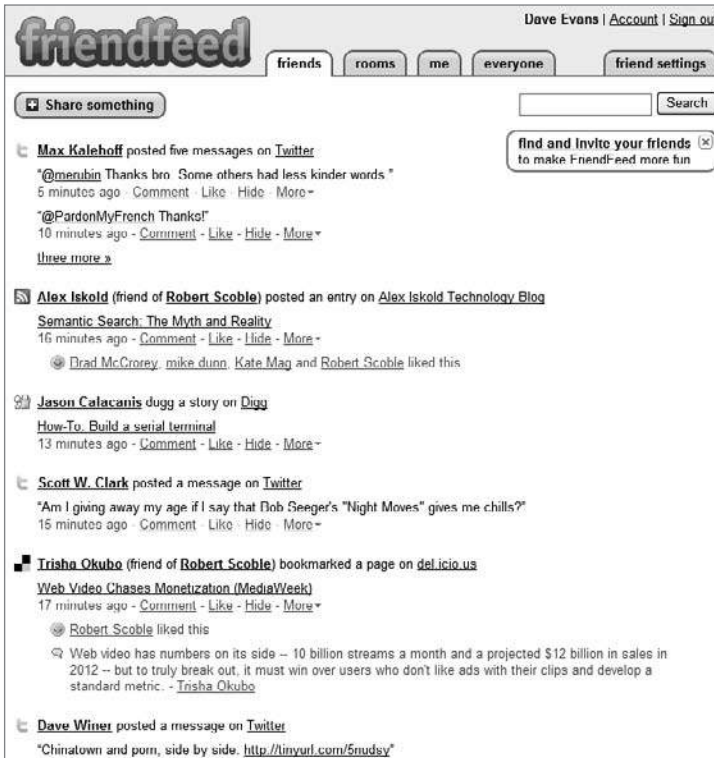 friendfeed
Dave Evans | Account | Sign ou
friends
rooms
me
everyone
friend settings
Share something
Search
find and invite your friends
to make FriendFeed more fun
Max Kalehoff posted five messages on Twitter
"@merubin Thanks bro. Some others had less kinder words."
5 minutes ago - Comment - Like - Hide - More
"@PardonMyFrench Thanks!"
10 minutes ago - Comment - Like - Hide - More
three more »
Alex Iskold (friend of Robert Scoble) posted an entry on Alex Iskold Technology Blog
Semantic Search: The Myth and Reality
16 minutes ago - Comment - Like - Hide - More
Brad McCrorey, mike dunn, Kate Mag and Robert Scoble liked this
Jason Calacanis dugg a story on Digg
How-To: Build a serial terminal
13 minutes ago - Comment - Like - Hide - More
Scott W. Clark posted a message on Twitter
"Am I giving away my age if I say that Bob Seeger's "Night Moves" gives me chills?"
15 minutes ago - Comment - Like - Hide - More
Trisha Okubo (friend of Robert Scoble) bookmarked a page on del.icio.us
Web Video Chases Monetization (MediaWeek)
17 minutes ago - Comment - Like - Hide - More
Robert Scoble liked this
Web video has numbers on its side -- 10 billion streams a month and a projected $12 billion in sales in
2012 -- but to truly break out, it must win over users who don't like ads with their clips and develop a
standard metric. - Trisha Okubo
Dave Winer posted a message on Twitter
"Chinatown and porn, side by side. http://tinyurl.com/5nudsy"